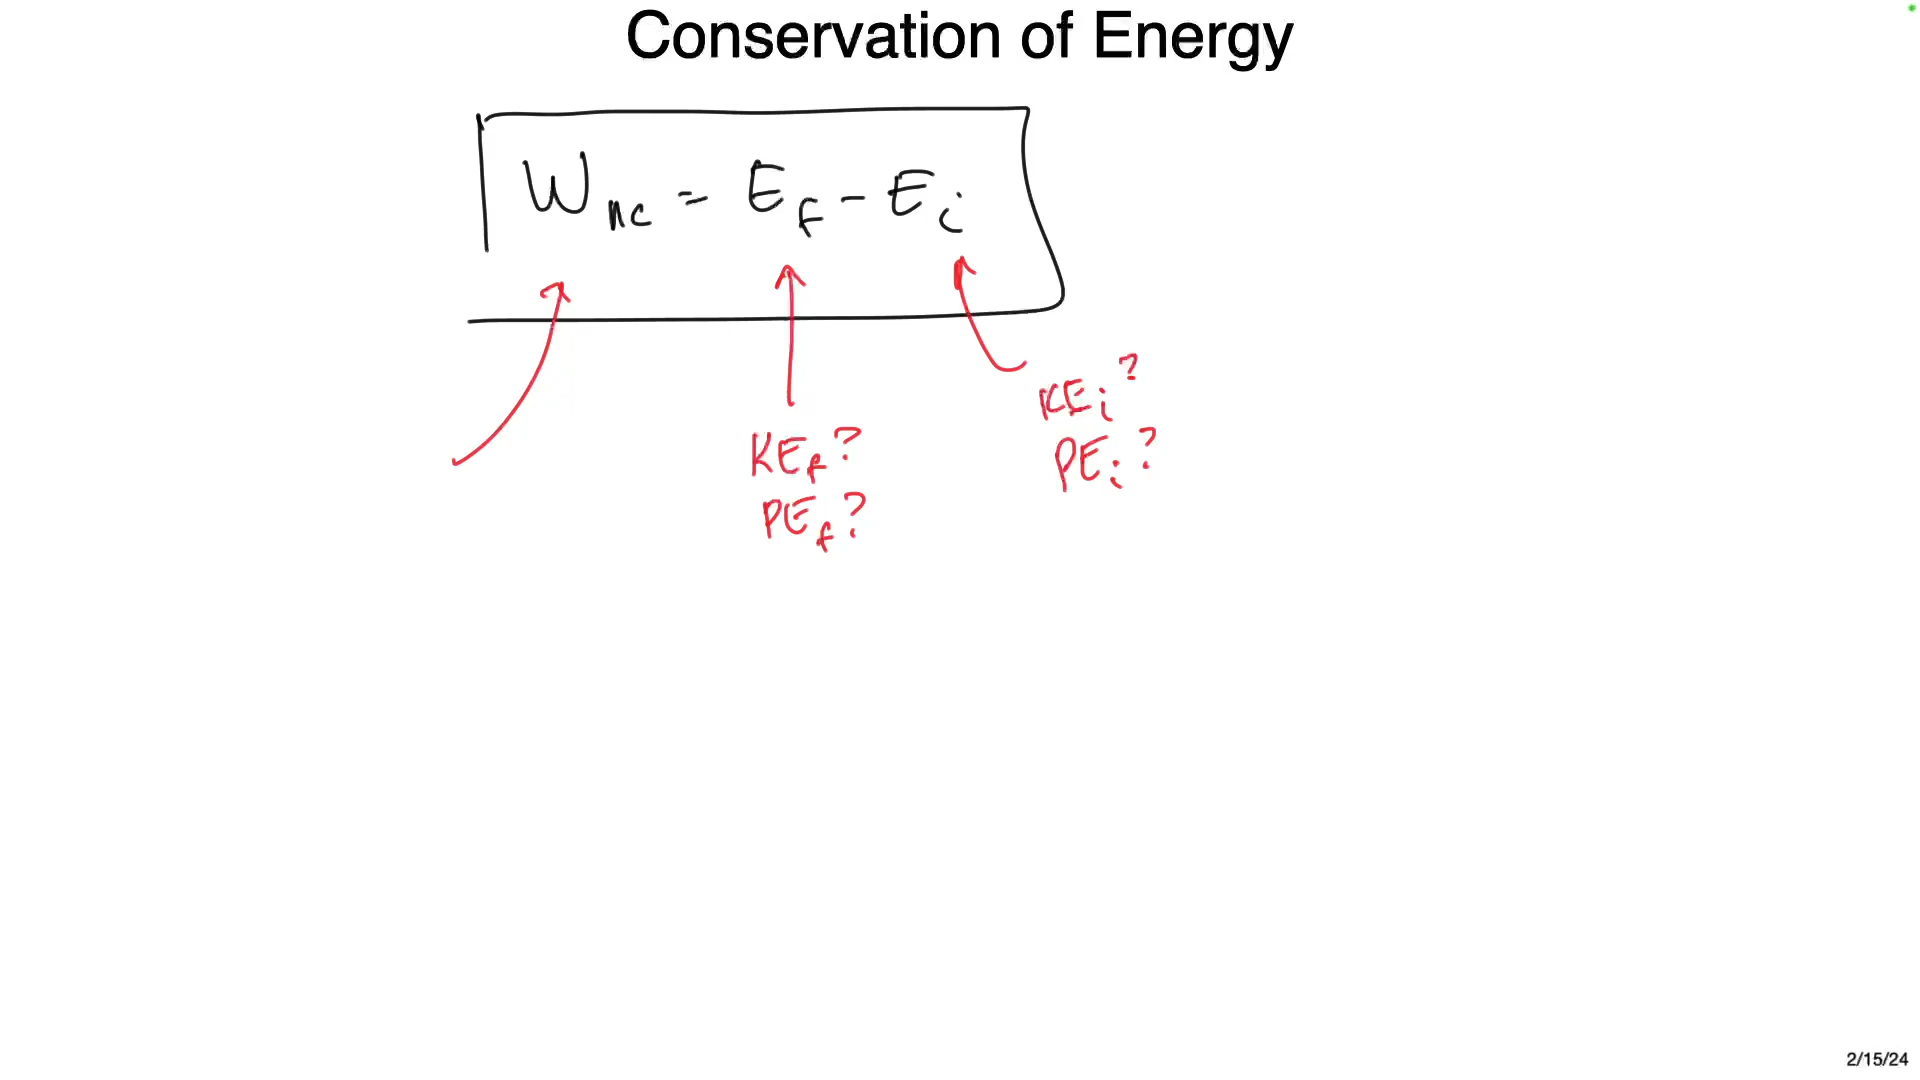 Conservation of Energy
Wnc = Ef - Ei
KEi?
PEi?
KEf?
PEf?
2/15/24